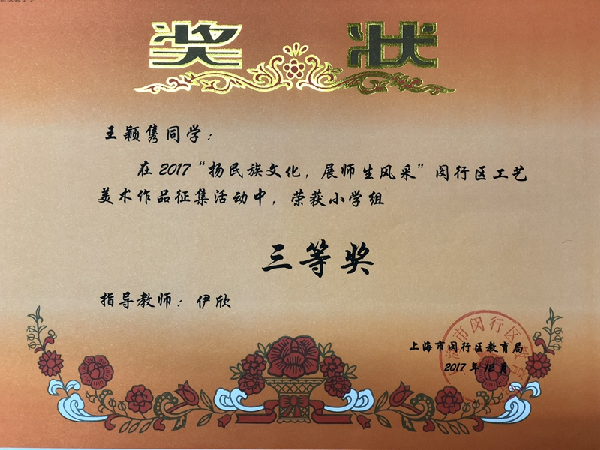 奖 状
王颖隽同学：
在2017“扬民族文化，展师生风采”闵行区工艺
美术作品征集活动中，荣获小学组
三等奖
指导教师：伊欣
上海市闵行区教育局
2017年12月